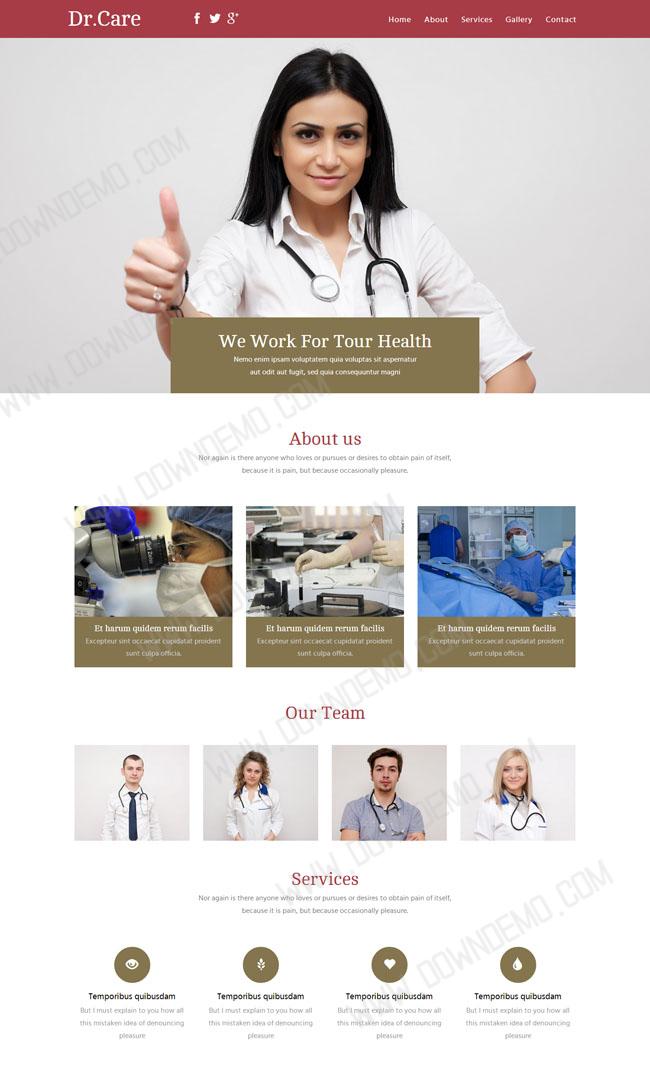 Dr.Care
Home About Services Gallery Contact
We Work For Tour Health
Nemo enim ipsam voluptatem quia voluptas sit aspernatur
aut odit aut fugit, sed quia consequuntur magni
About us
Nor again is there anyone who loves or pursues or desires to obtain pain of itself,
because it is pain, but because occasionally pleasure.
Et harum quidem rerum facilis
Excepteur sint occaecat cupidatat proident
sunt culpa officia.
Et harum quidem rerum facilis
Excepteur sint occaecat cupidatat proident
sunt culpa officia.
Et harum quidem rerum facilis
Excepteur sint occaecat cupidatat proident
sunt culpa officia.
Our Team
Services
Nor again is there anyone who loves or pursues or desires to obtain pain of itself,
because it is pain, but because occasionally pleasure.
Temporibus quibusdam
But I must explain to you how all
this mistaken idea of denouncing
pleasure
Temporibus quibusdam
But I must explain to you how all
this mistaken idea of denouncing
pleasure
Temporibus quibusdam
But I must explain to you how all
this mistaken idea of denouncing
pleasure
Temporibus quibusdam
But I must explain to you how all
this mistaken idea of denouncing
pleasure
WWW.DOWNDEMO.COM